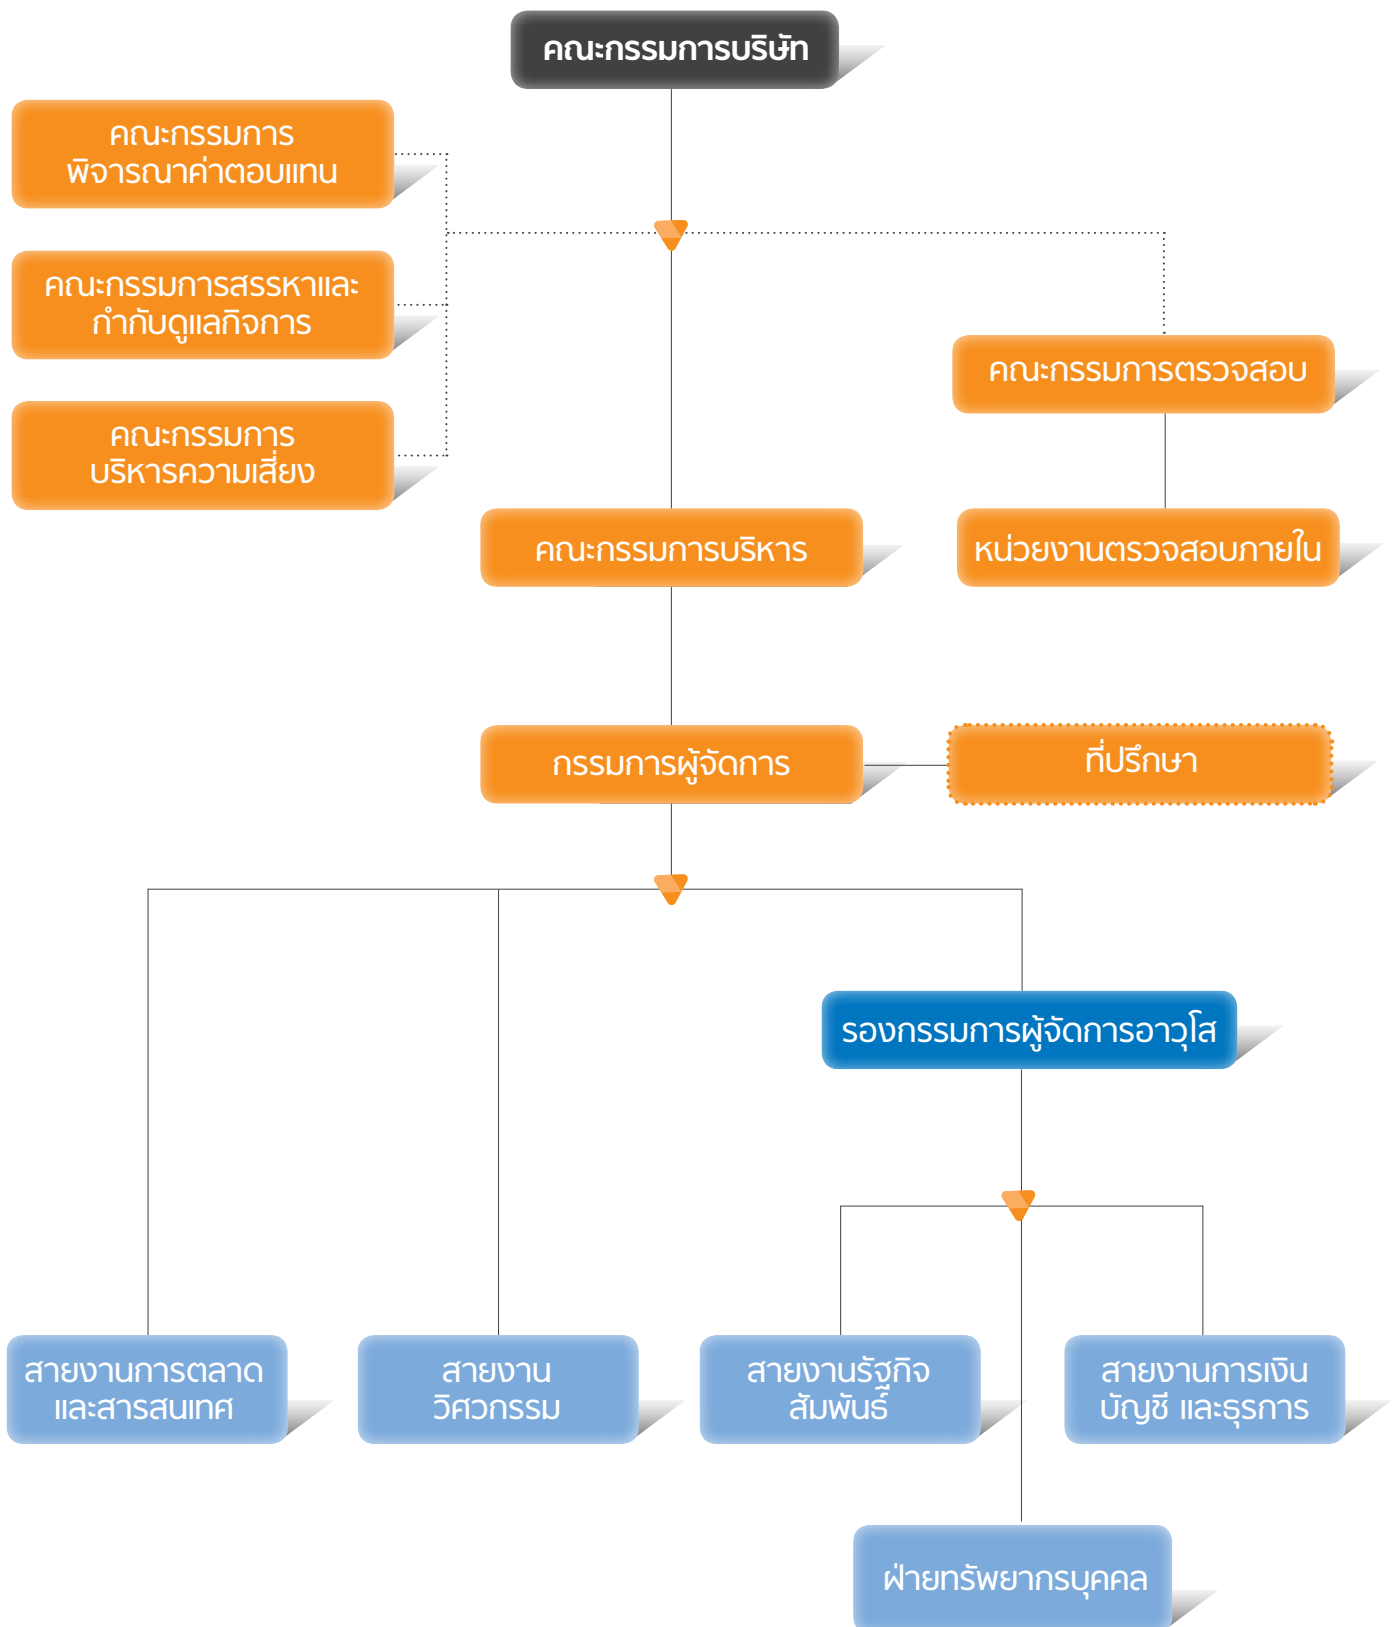 คณะกรรมการบริษัท
คณะกรรมการ
พิจารณาค่าตอบแทน
คณะกรรมการสรรหาและ
กำกับดูแลกิจการ
คณะกรรมการ
บริหารความเสี่ยง
คณะกรรมการตรวจสอบ
คณะกรรมการบริหาร
หน่วยงานตรวจสอบภายใน
กรรมการผู้จัดการ
ที่ปรึกษา
รองกรรมการผู้จัดการอาวุโส
สายงานการตลาด
และสารสนเทศ
สายงาน
วิศวกรรม
สายงานรัฐกิจ
สัมพันธ์
สายงานการเงิน
บัญชี และธุรการ
ฝ่ายทรัพยากรบุคคล